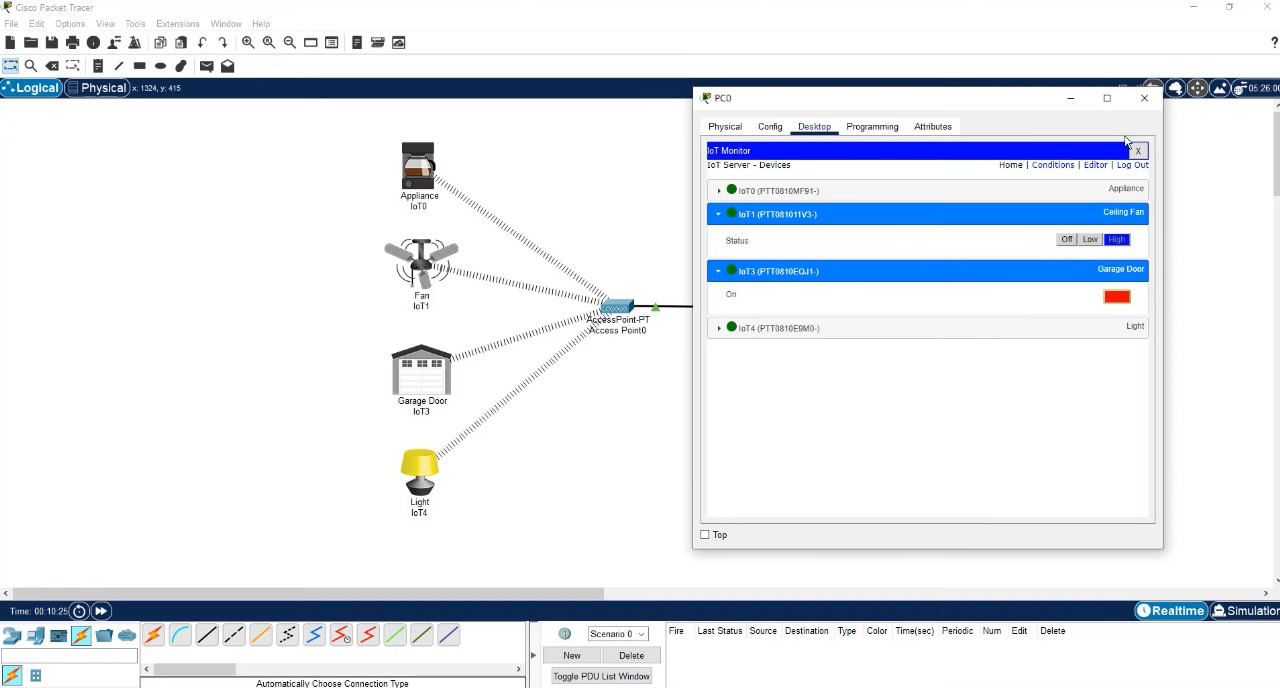 Cisco Packet Tracer
File Edit Options View Tools Extensions Window Help
?
Logical Physical x: 1324, y: 415
05:26:00
Appliance
IoT0
Fan
IoT1
Garage Door
IoT3
Light
IoT4
AccessPoint-PT
Access Point0
PC0
Physical Config Desktop Programming Attributes
IoT Monitor X
IoT Server - Devices Home | Conditions | Editor | Log Out
IoT0 (PTT0810MF91-) Appliance
IoT1 (PTT081011V3-) Ceiling Fan
Status Off Low High
IoT3 (PTT0810EQJ1-) Garage Door
On
IoT4 (PTT0810E9M0-) Light
Top
Time: 00:10:25 Realtime Simulation
Scenario 0
New Delete
Toggle PDU List Window
Fire Last Status Source Destination Type Color Time(sec) Periodic Num Edit Delete
Automatically Choose Connection Type